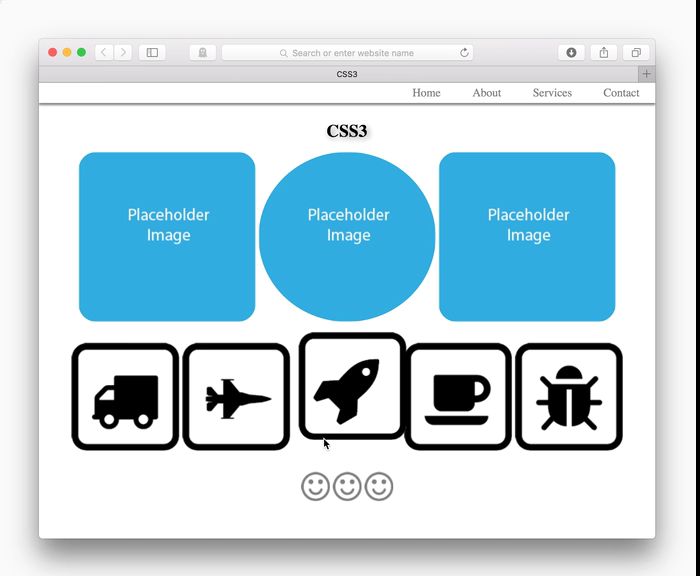 Search or enter website name
CSS3
Home About Services Contact
CSS3
Placeholder
Image
Placeholder
Image
Placeholder
Image